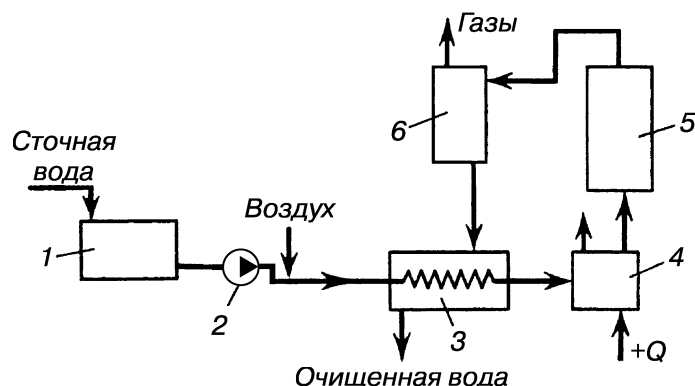 Газы
6
5
Сточная
вода
Воздух
1
2
3
4
+Q
Очищенная вода